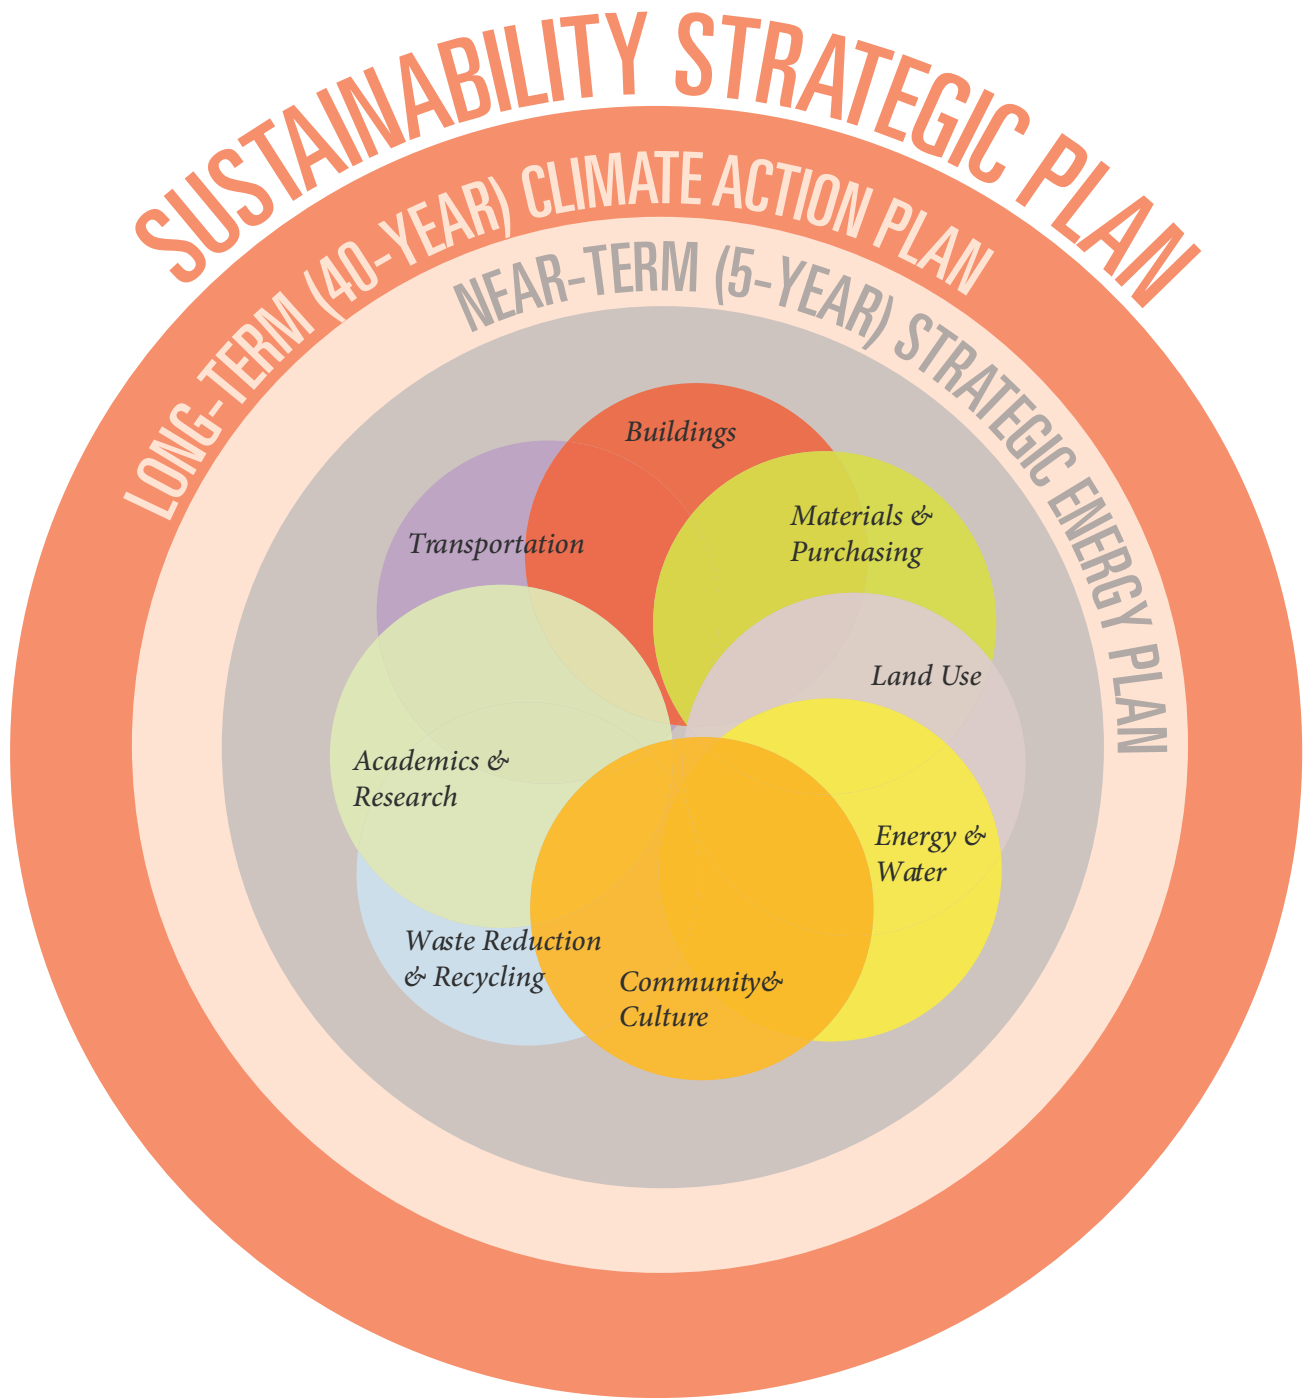 SUSTAINABILITY STRATEGIC PLAN
LONG-TERM (40-YEAR) CLIMATE ACTION PLAN
NEAR-TERM (5-YEAR) STRATEGIC ENERGY PLAN
Buildings
Transportation
Materials &
Purchasing
Land Use
Academics &
Research
Energy &
Water
Waste Reduction
& Recycling
Community&
Culture